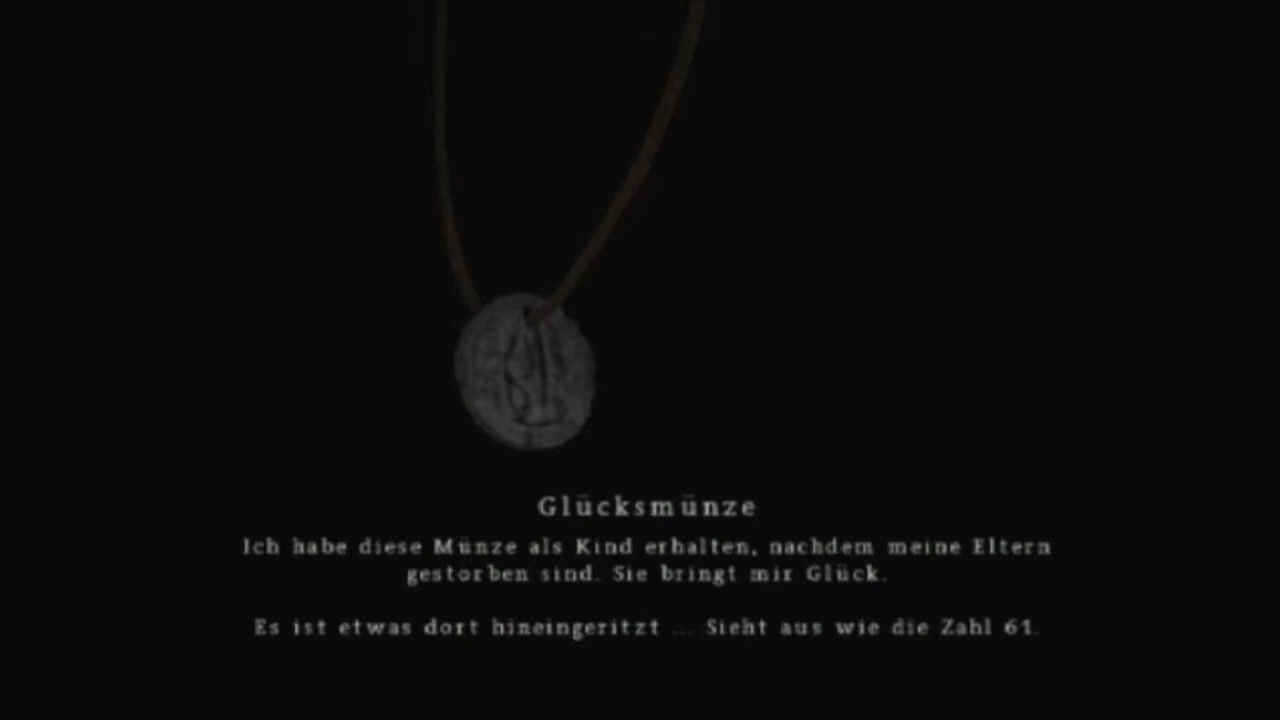 Glücksmünze
Ich habe diese Münze als Kind erhalten, nachdem meine Eltern
gestorben sind. Sie bringt mir Glück.
Es ist etwas dort hineingeritzt ... Sieht aus wie die Zahl 61.